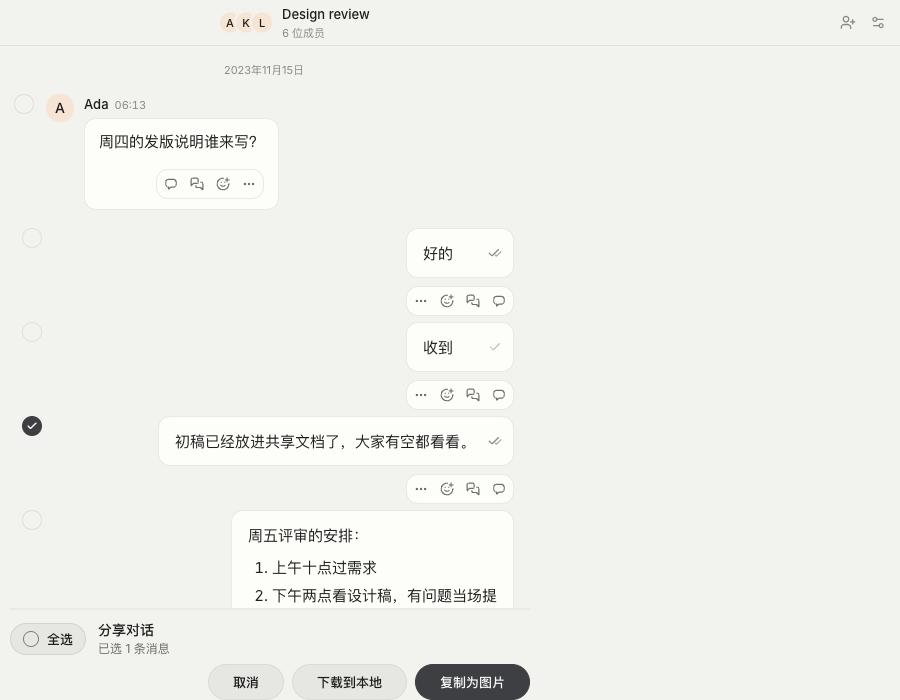 A K L
Design review
6 位成员
2023年11月15日
A
Ada 06:13
周四的发版说明谁来写?
好的
收到
初稿已经放进共享文档了，大家有空都看看。
周五评审的安排：
1. 上午十点过需求
2. 下午两点看设计稿，有问题当场提
全选
分享对话
已选 1 条消息
取消
下载到本地
复制为图片